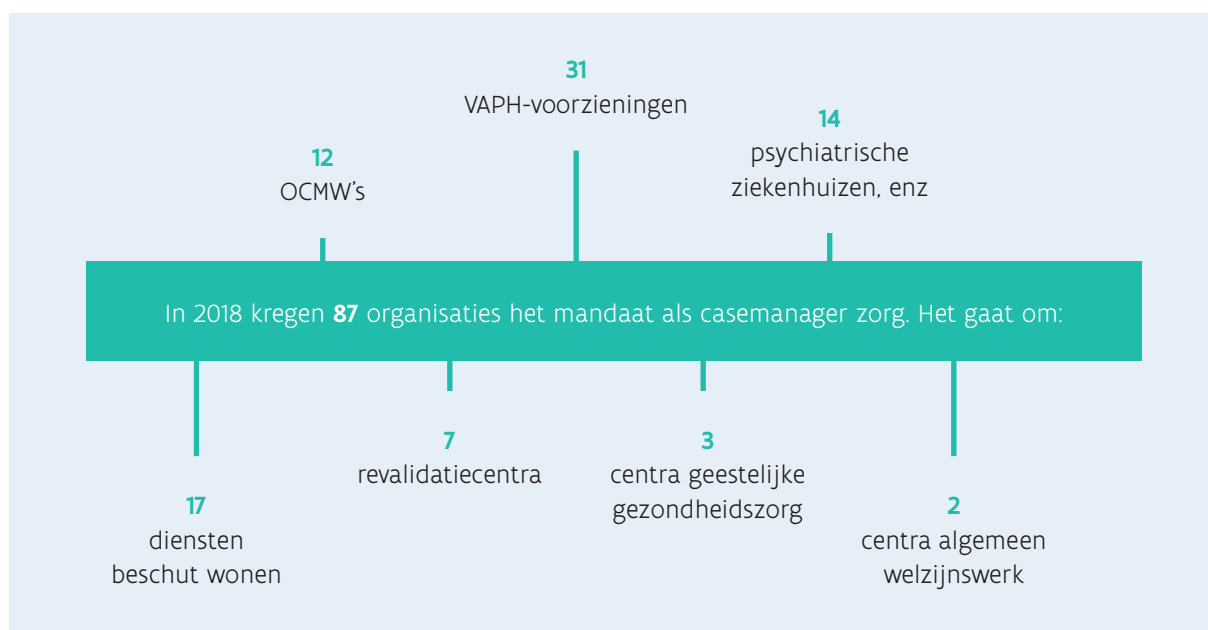 31
VAPH-voorzieningen
14
psychiatrische
ziekenhuizen, enz
12
OCMW's
In 2018 kregen 87 organisaties het mandaat als casemanager zorg. Het gaat om:
17
diensten
beschut wonen
7
revalidatiecentra
3
centra geestelijke
gezondheidszorg
2
centra algemeen
welzijnswerk